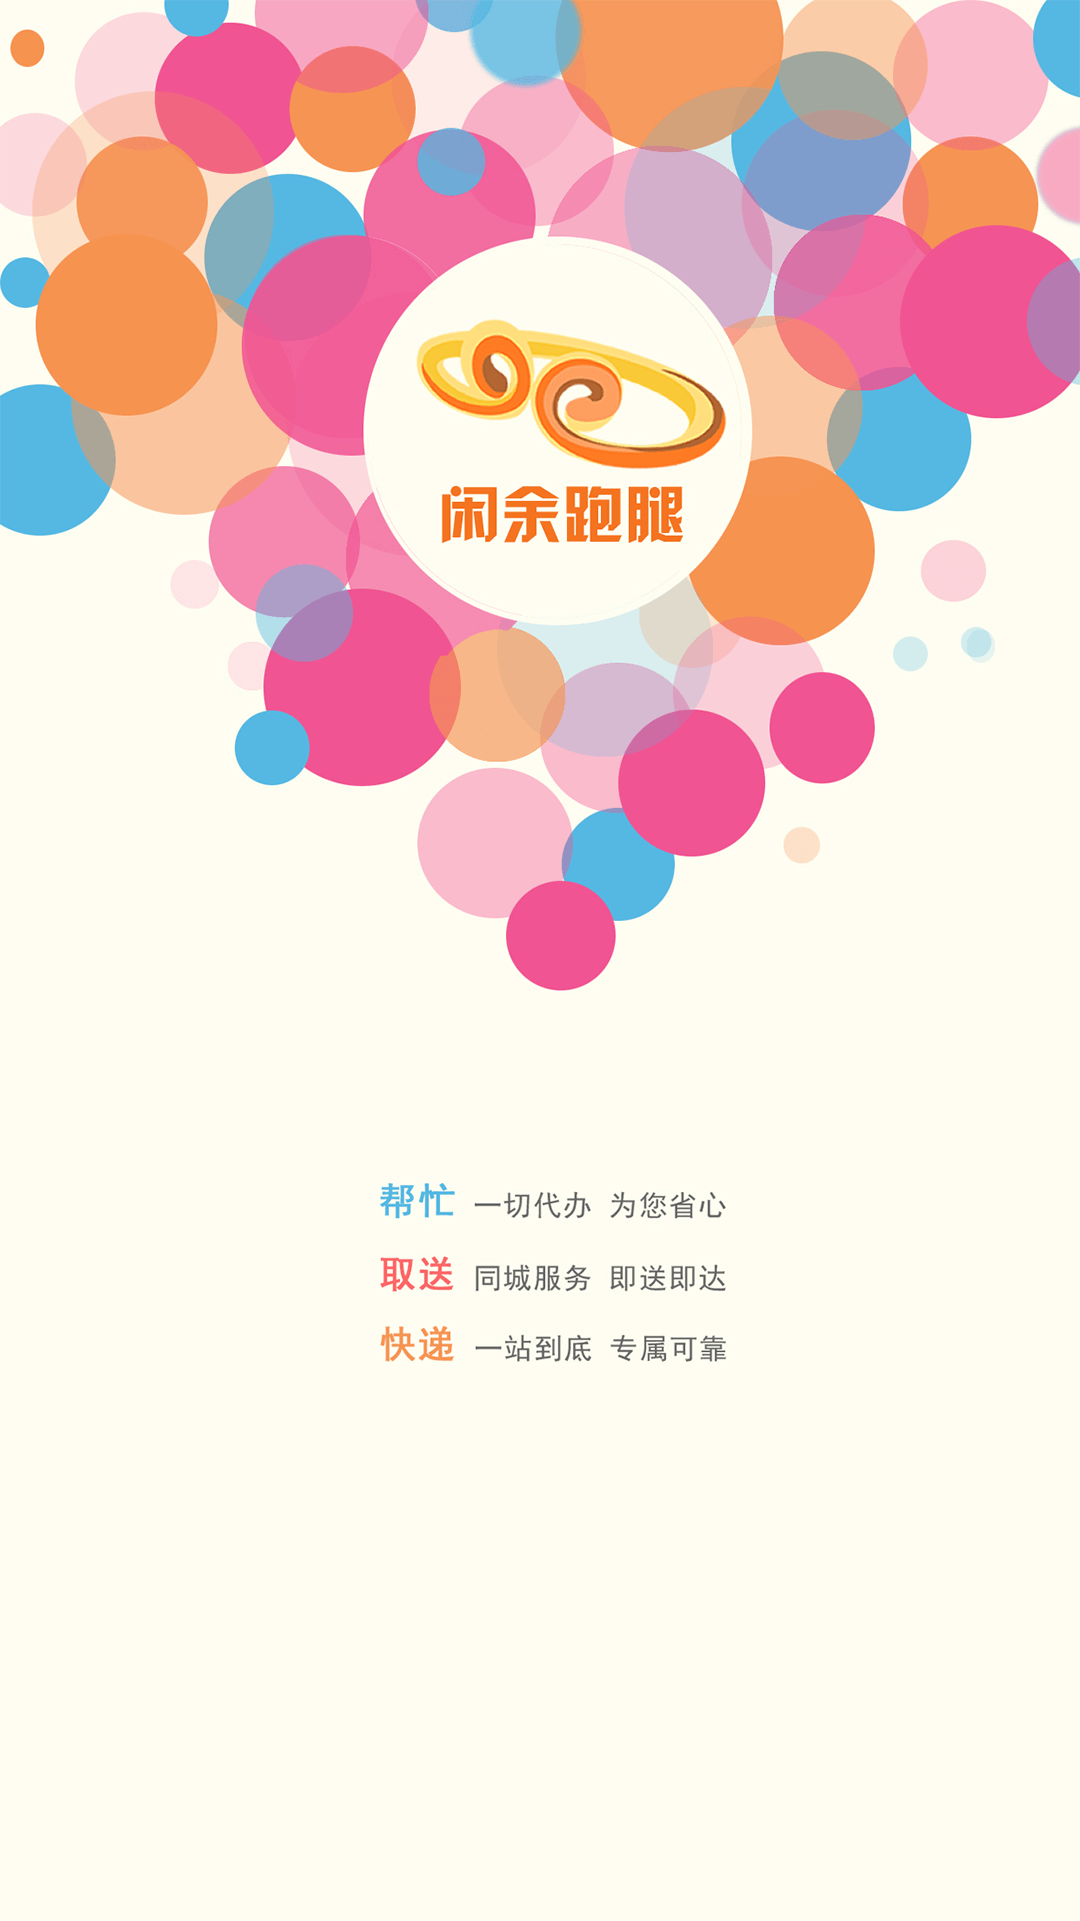 闲余跑腿
帮忙 一切代办 为您省心
取送 同城服务 即送即达
快递 一站到底 专属可靠